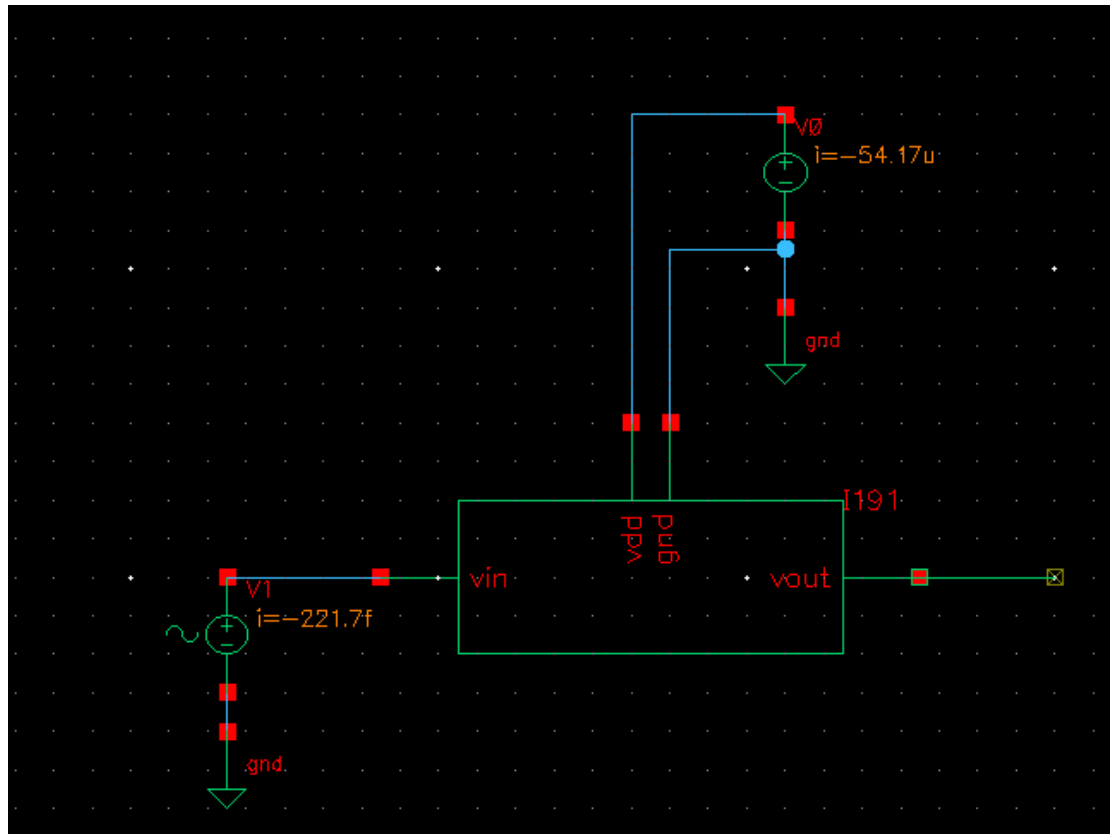 V0
i=-54.17u
gnd
I191
vdd
gnd
vin
vout
V1
i=-221.7f
gnd